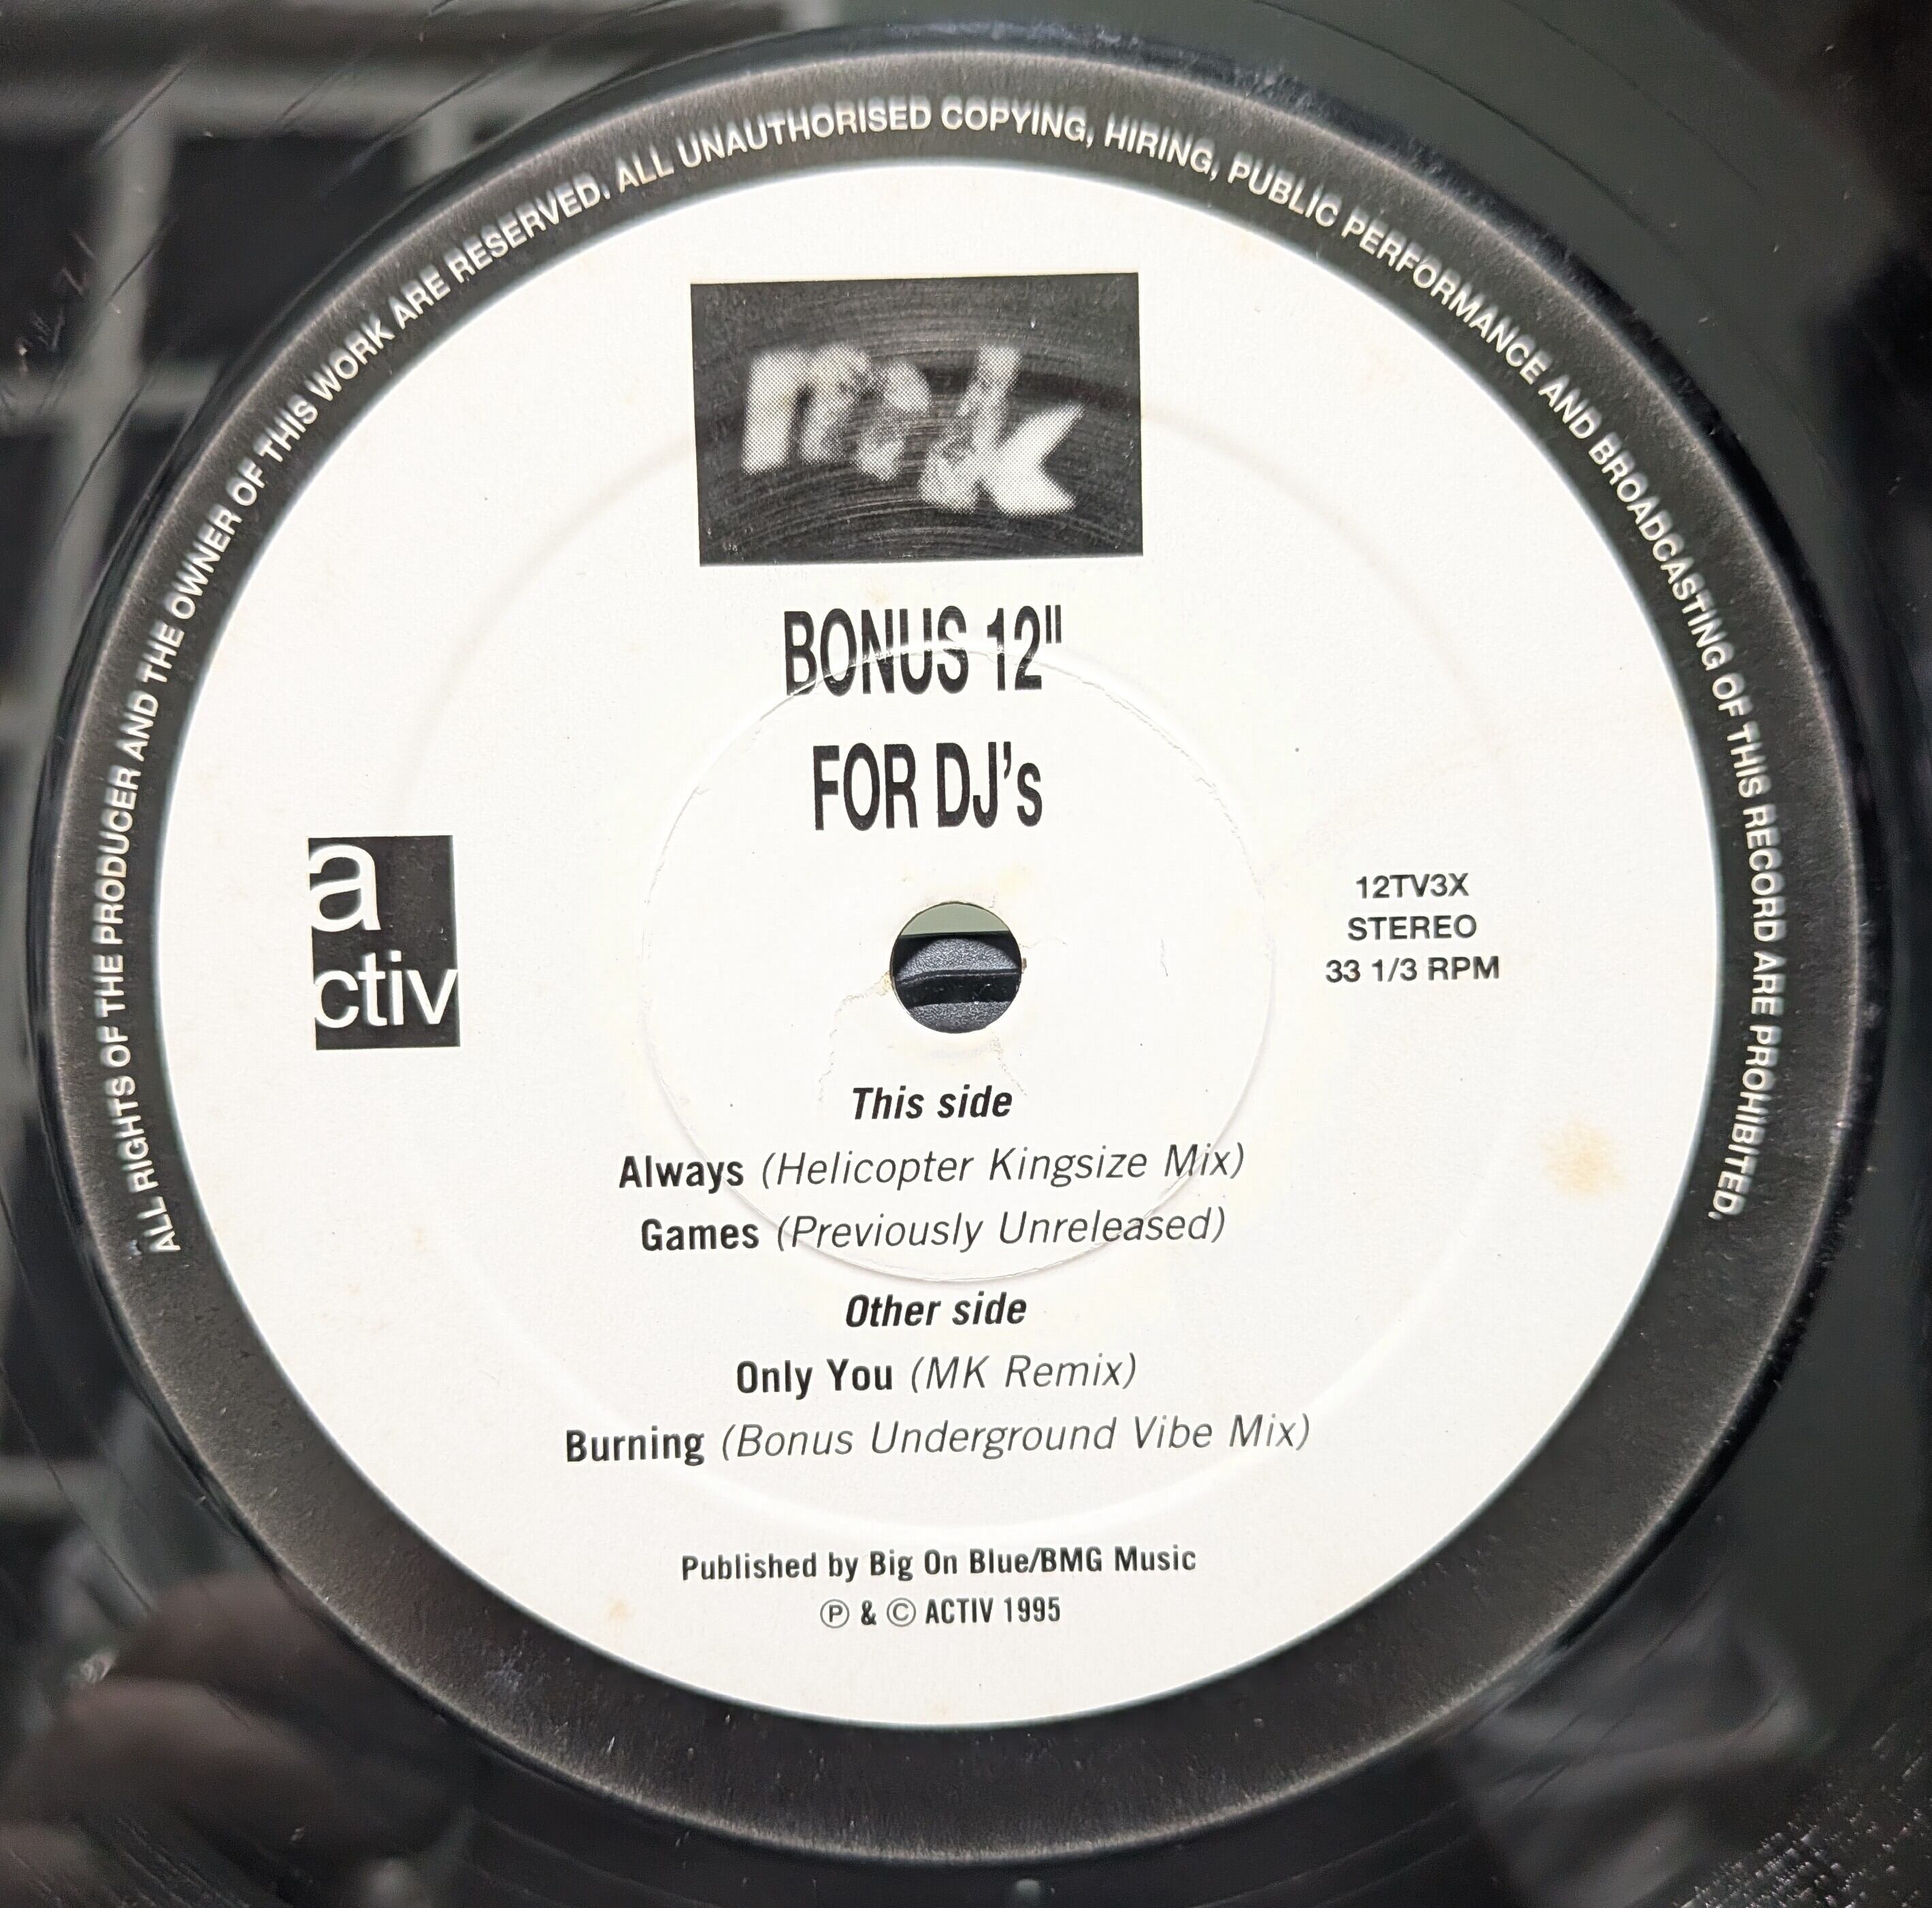 ALL RIGHTS OF THE PRODUCER AND THE OWNER OF THIS WORK ARE RESERVED. ALL UNAUTHORISED COPYING, HIRING, PUBLIC PERFORMANCE AND BROADCASTING OF THIS RECORD ARE PROHIBITED,
mk
BONUS 12"
FOR DJ's
a
ctiv
12TV3X
STEREO
33 1/3 RPM
This side
Always (Helicopter Kingsize Mix)
Games (Previously Unreleased)
Other side
Only You (MK Remix)
Burning (Bonus Underground Vibe Mix)
Published by Big On Blue/BMG Music
Ⓟ & © ACTIV 1995